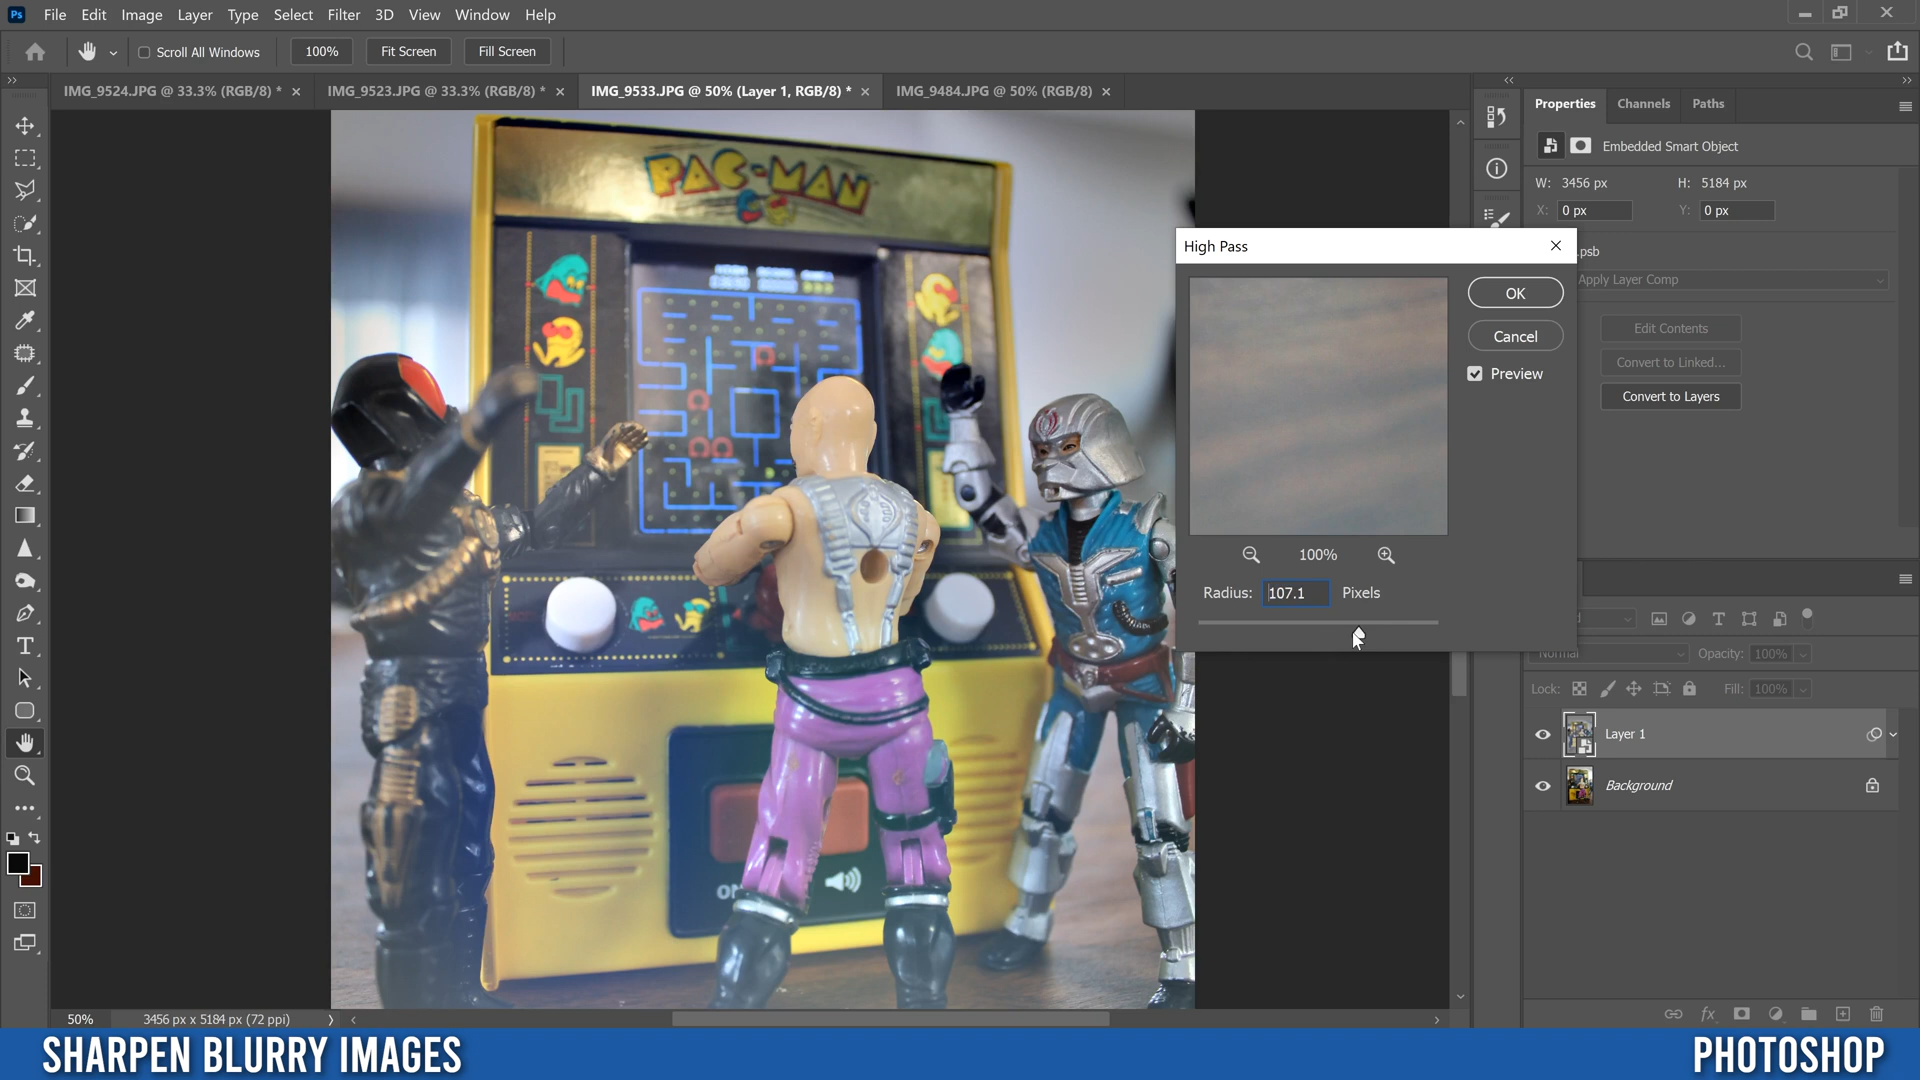 Ps File Edit Image Layer Type Select Filter 3D View Window Help
Scroll All Windows 100% Fit Screen Fill Screen
IMG_9524.JPG @ 33.3% (RGB/8) *
IMG_9523.JPG @ 33.3% (RGB/8) *
IMG_9533.JPG @ 50% (Layer 1, RGB/8) *
IMG_9484.JPG @ 50% (RGB/8)
Properties Channels Paths
Embedded Smart Object
W: 3456 px H: 5184 px
X: 0 px Y: 0 px
.psb
Apply Layer Comp
Edit Contents
Convert to Linked...
Convert to Layers
PAC-MAN
High Pass
OK
Cancel
Preview
100%
Radius: 107.1 Pixels
Normal Opacity: 100%
Lock: Fill: 100%
Layer 1
Background
ON
50% 3456 px x 5184 px (72 ppi)
SHARPEN BLURRY IMAGES
PHOTOSHOP